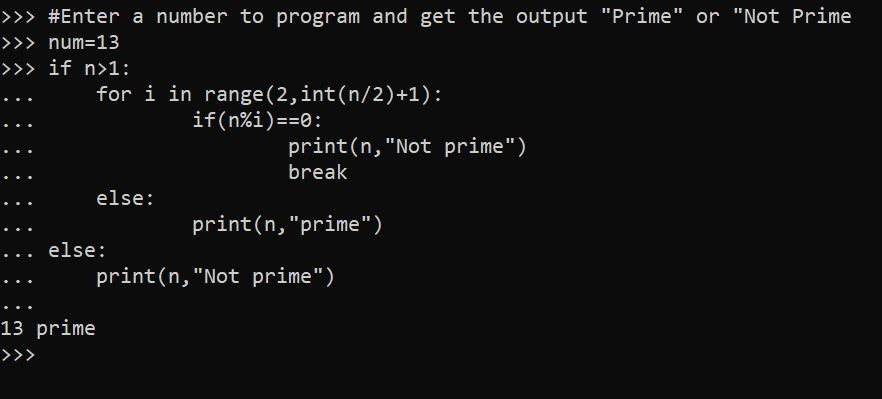 >>> #Enter a number to program and get the output "Prime" or "Not Prime
>>> num=13
>>> if n>1:
...     for i in range(2,int(n/2)+1):
...             if(n%i)==0:
...                     print(n,"Not prime")
...                     break
...     else:
...             print(n,"prime")
... else:
...     print(n,"Not prime")
...
13 prime
>>>